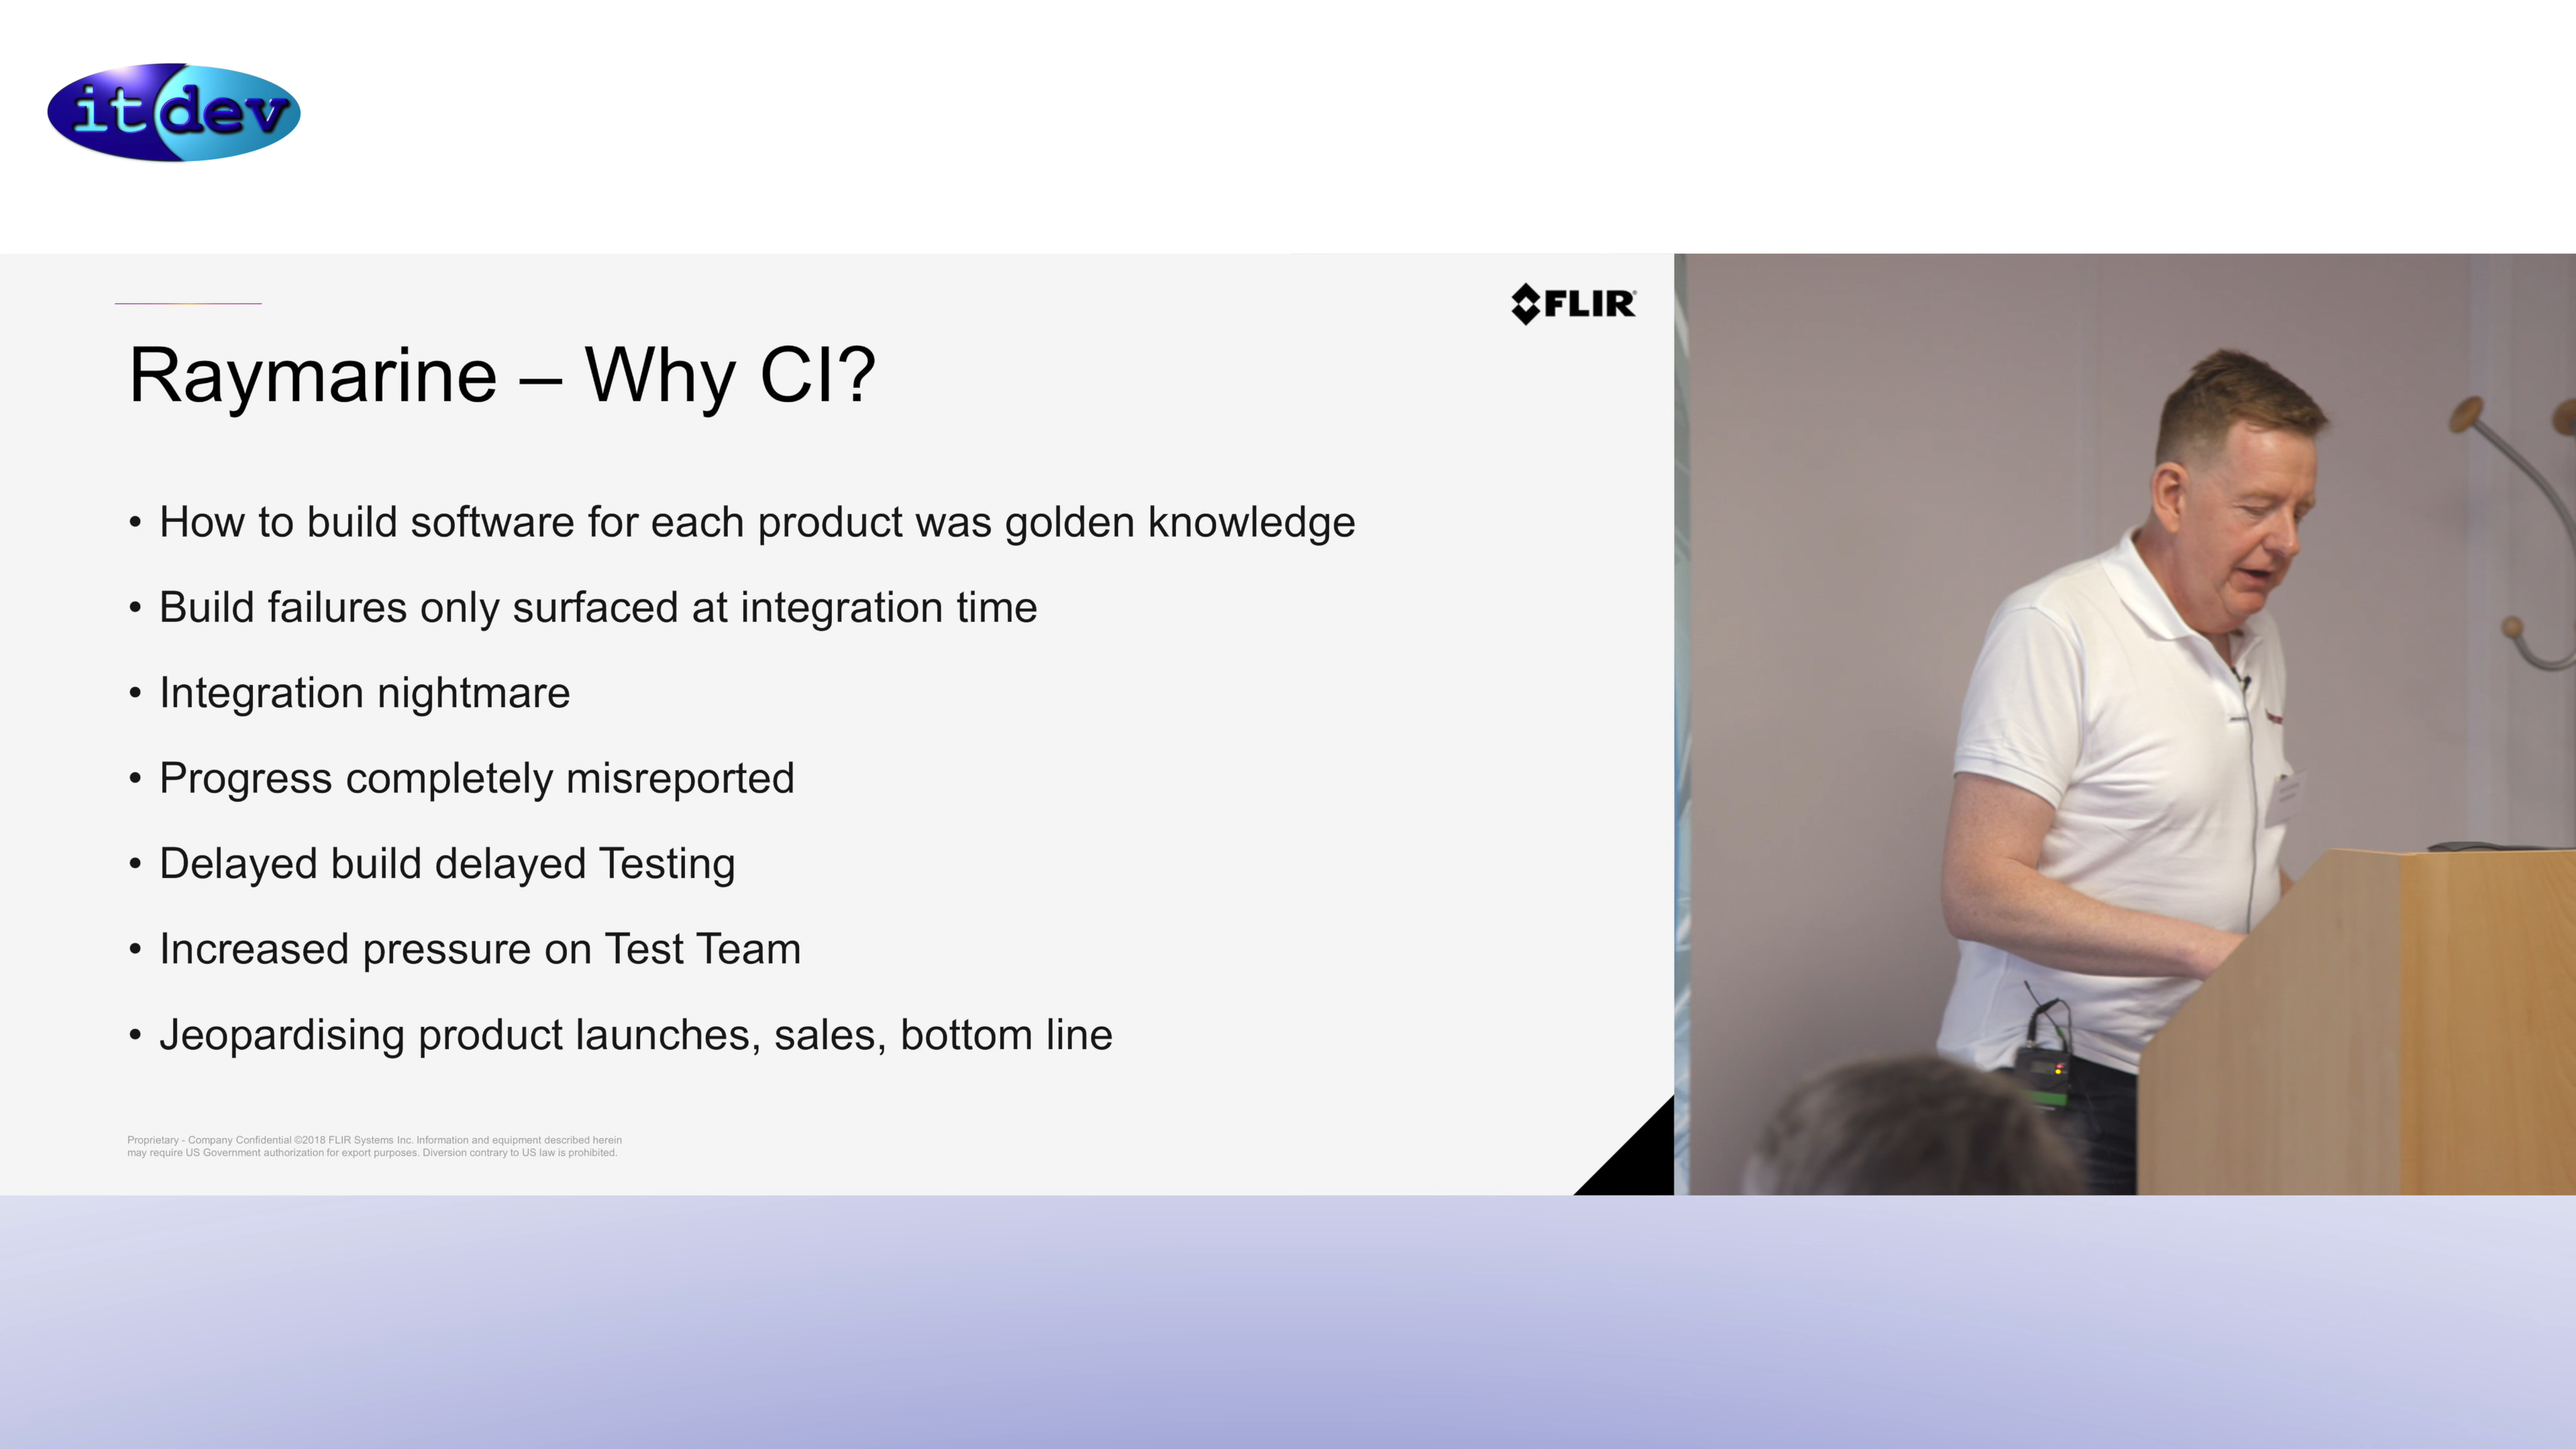 itdev
FLIR
Raymarine – Why CI?
• How to build software for each product was golden knowledge
• Build failures only surfaced at integration time
• Integration nightmare
• Progress completely misreported
• Delayed build delayed Testing
• Increased pressure on Test Team
• Jeopardising product launches, sales, bottom line
Proprietary - Company Confidential ©2018 FLIR Systems Inc. Information and equipment described herein
may require US Government authorization for export purposes. Diversion contrary to US law is prohibited.